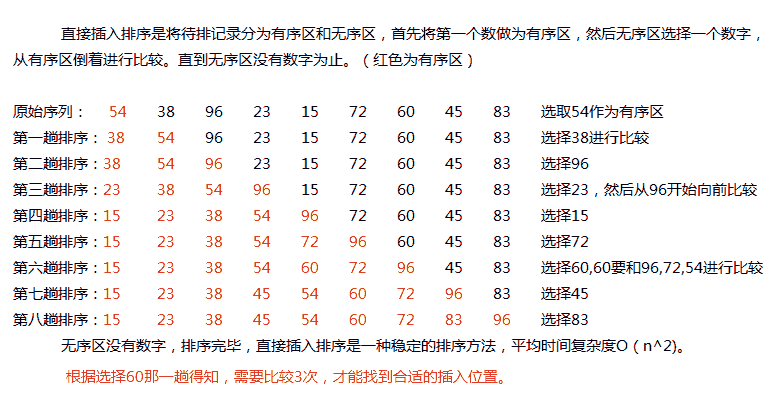 直接插入排序是将待排记录分为有序区和无序区，首先将第一个数做为有序区，然后无序区选择一个数字，
从有序区倒着进行比较。直到无序区没有数字为止。（红色为有序区）
原始序列： 54 38 96 23 15 72 60 45 83 选取54作为有序区
第一趟排序：38 54 96 23 15 72 60 45 83 选择38进行比较
第二趟排序：38 54 96 23 15 72 60 45 83 选择96
第三趟排序：23 38 54 96 15 72 60 45 83 选择23，然后从96开始向前比较
第四趟排序：15 23 38 54 96 72 60 45 83 选择15
第五趟排序：15 23 38 54 72 96 60 45 83 选择72
第六趟排序：15 23 38 54 60 72 96 45 83 选择60,60要和96,72,54进行比较
第七趟排序：15 23 38 45 54 60 72 96 83 选择45
第八趟排序：15 23 38 45 54 60 72 83 96 选择83
无序区没有数字，排序完毕，直接插入排序是一种稳定的排序方法，平均时间复杂度O（n^2)。
根据选择60那一趟得知，需要比较3次，才能找到合适的插入位置。